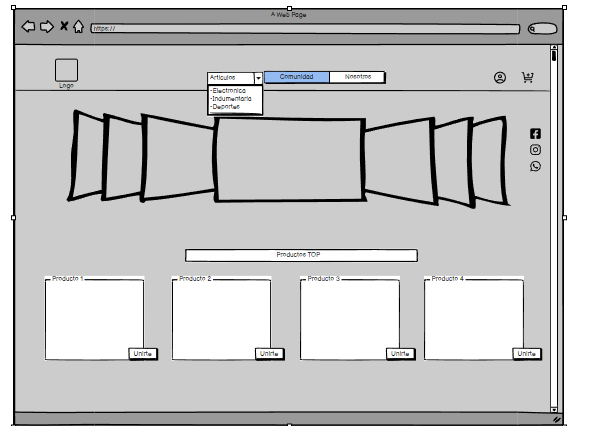 A Web Page
https://
Logo
Artículos
Comunidad
Nosotros
-Electronica
-Indumentaria
-Deportes
Productos TOP
Producto 1
Producto 2
Producto 3
Producto 4
Unirte
Unirte
Unirte
Unirte